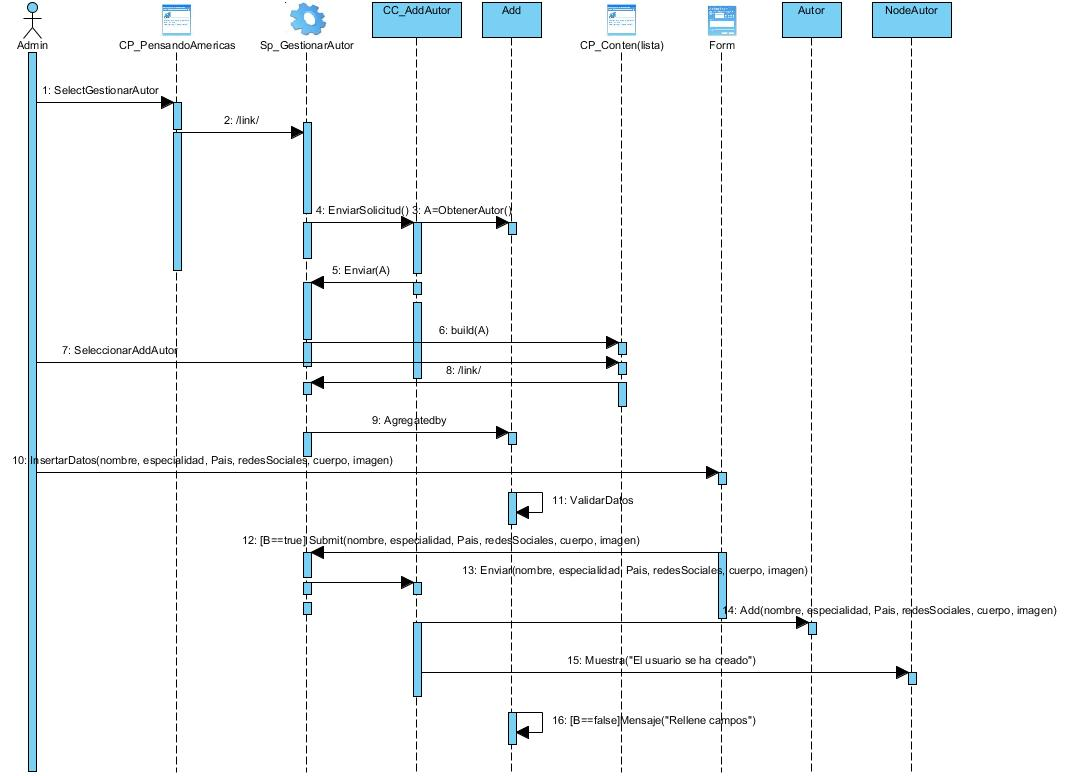 CC_AddAutor
Add
Autor
NodeAutor
Admin
CP_PensandoAmericas
Sp_GestionarAutor
CP_Conten(lista)
Form
1: SelectGestionarAutor
2: /link/
4: EnviarSolicitud()
3: A=ObtenerAutor()
5: Enviar(A)
6: build(A)
7: SeleccionarAddAutor
8: /link/
9: Agregatedby
10: InsertarDatos(nombre, especialidad, Pais, redesSociales, cuerpo, imagen)
11: ValidarDatos
12: [B==true]Submit(nombre, especialidad, Pais, redesSociales, cuerpo, imagen)
13: Enviar(nombre, especialidad, Pais, redesSociales, cuerpo, imagen)
14: Add(nombre, especialidad, Pais, redesSociales, cuerpo, imagen)
15: Muestra("El usuario se ha creado")
16: [B==false]Mensaje("Rellene campos")